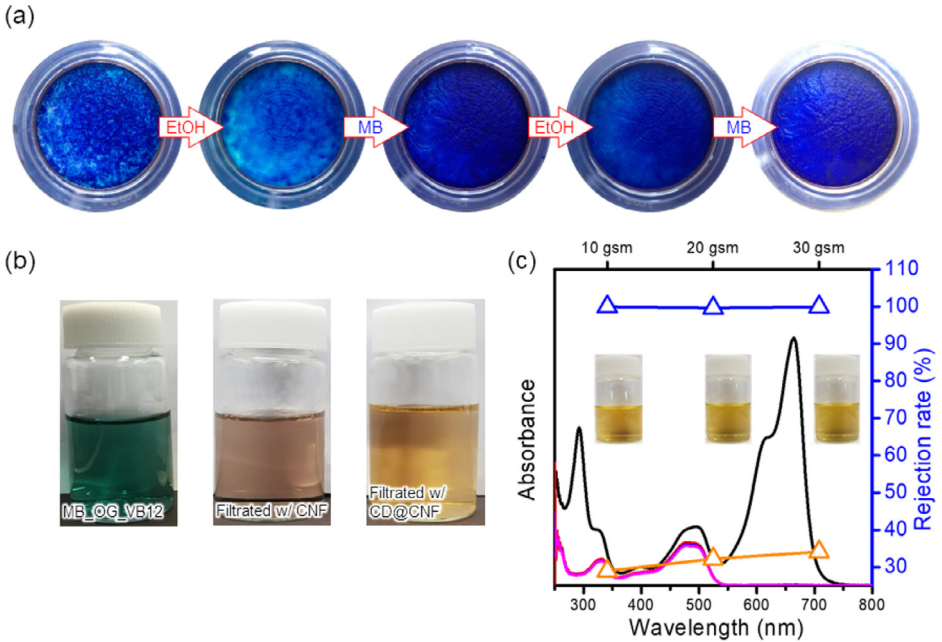 (a)
EtOH
MB
EtOH
MB
(b)
MB_OG_VB12
Filtrated w/ CNF
Filtrated w/
CD@CNF
(c)
10 gsm 20 gsm 30 gsm
110
100
90
80
70
60
50
40
30
Absorbance
Rejection rate (%)
300 400 500 600 700 800
Wavelength (nm)